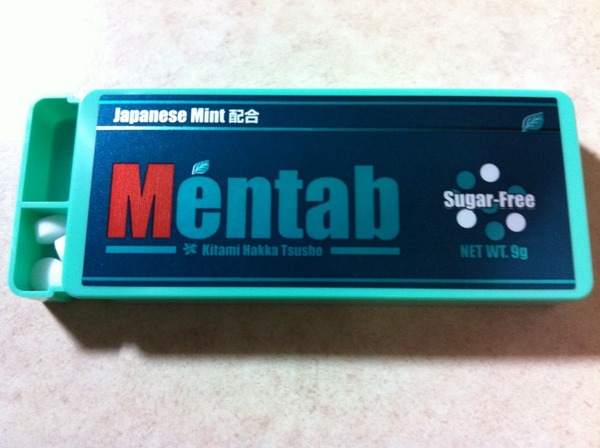 Japanese Mint 配合
Mentab
Kitami Hakka Tsusho
Sugar-Free
NET WT. 9g